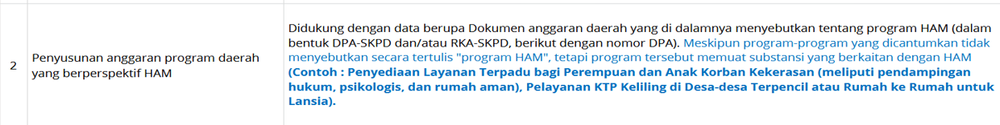 2
Penyusunan anggaran program daerah
yang berperspektif HAM
Didukung dengan data berupa Dokumen anggaran daerah yang di dalamnya menyebutkan tentang program HAM (dalam
bentuk DPA-SKPD dan/atau RKA-SKPD, berikut dengan nomor DPA). Meskipun program-program yang dicantumkan tidak
menyebutkan secara tertulis "program HAM", tetapi program tersebut memuat substansi yang berkaitan dengan HAM
(Contoh : Penyediaan Layanan Terpadu bagi Perempuan dan Anak Korban Kekerasan (meliputi pendampingan
hukum, psikologis, dan rumah aman), Pelayanan KTP Keliling di Desa-desa Terpencil atau Rumah ke Rumah untuk
Lansia).